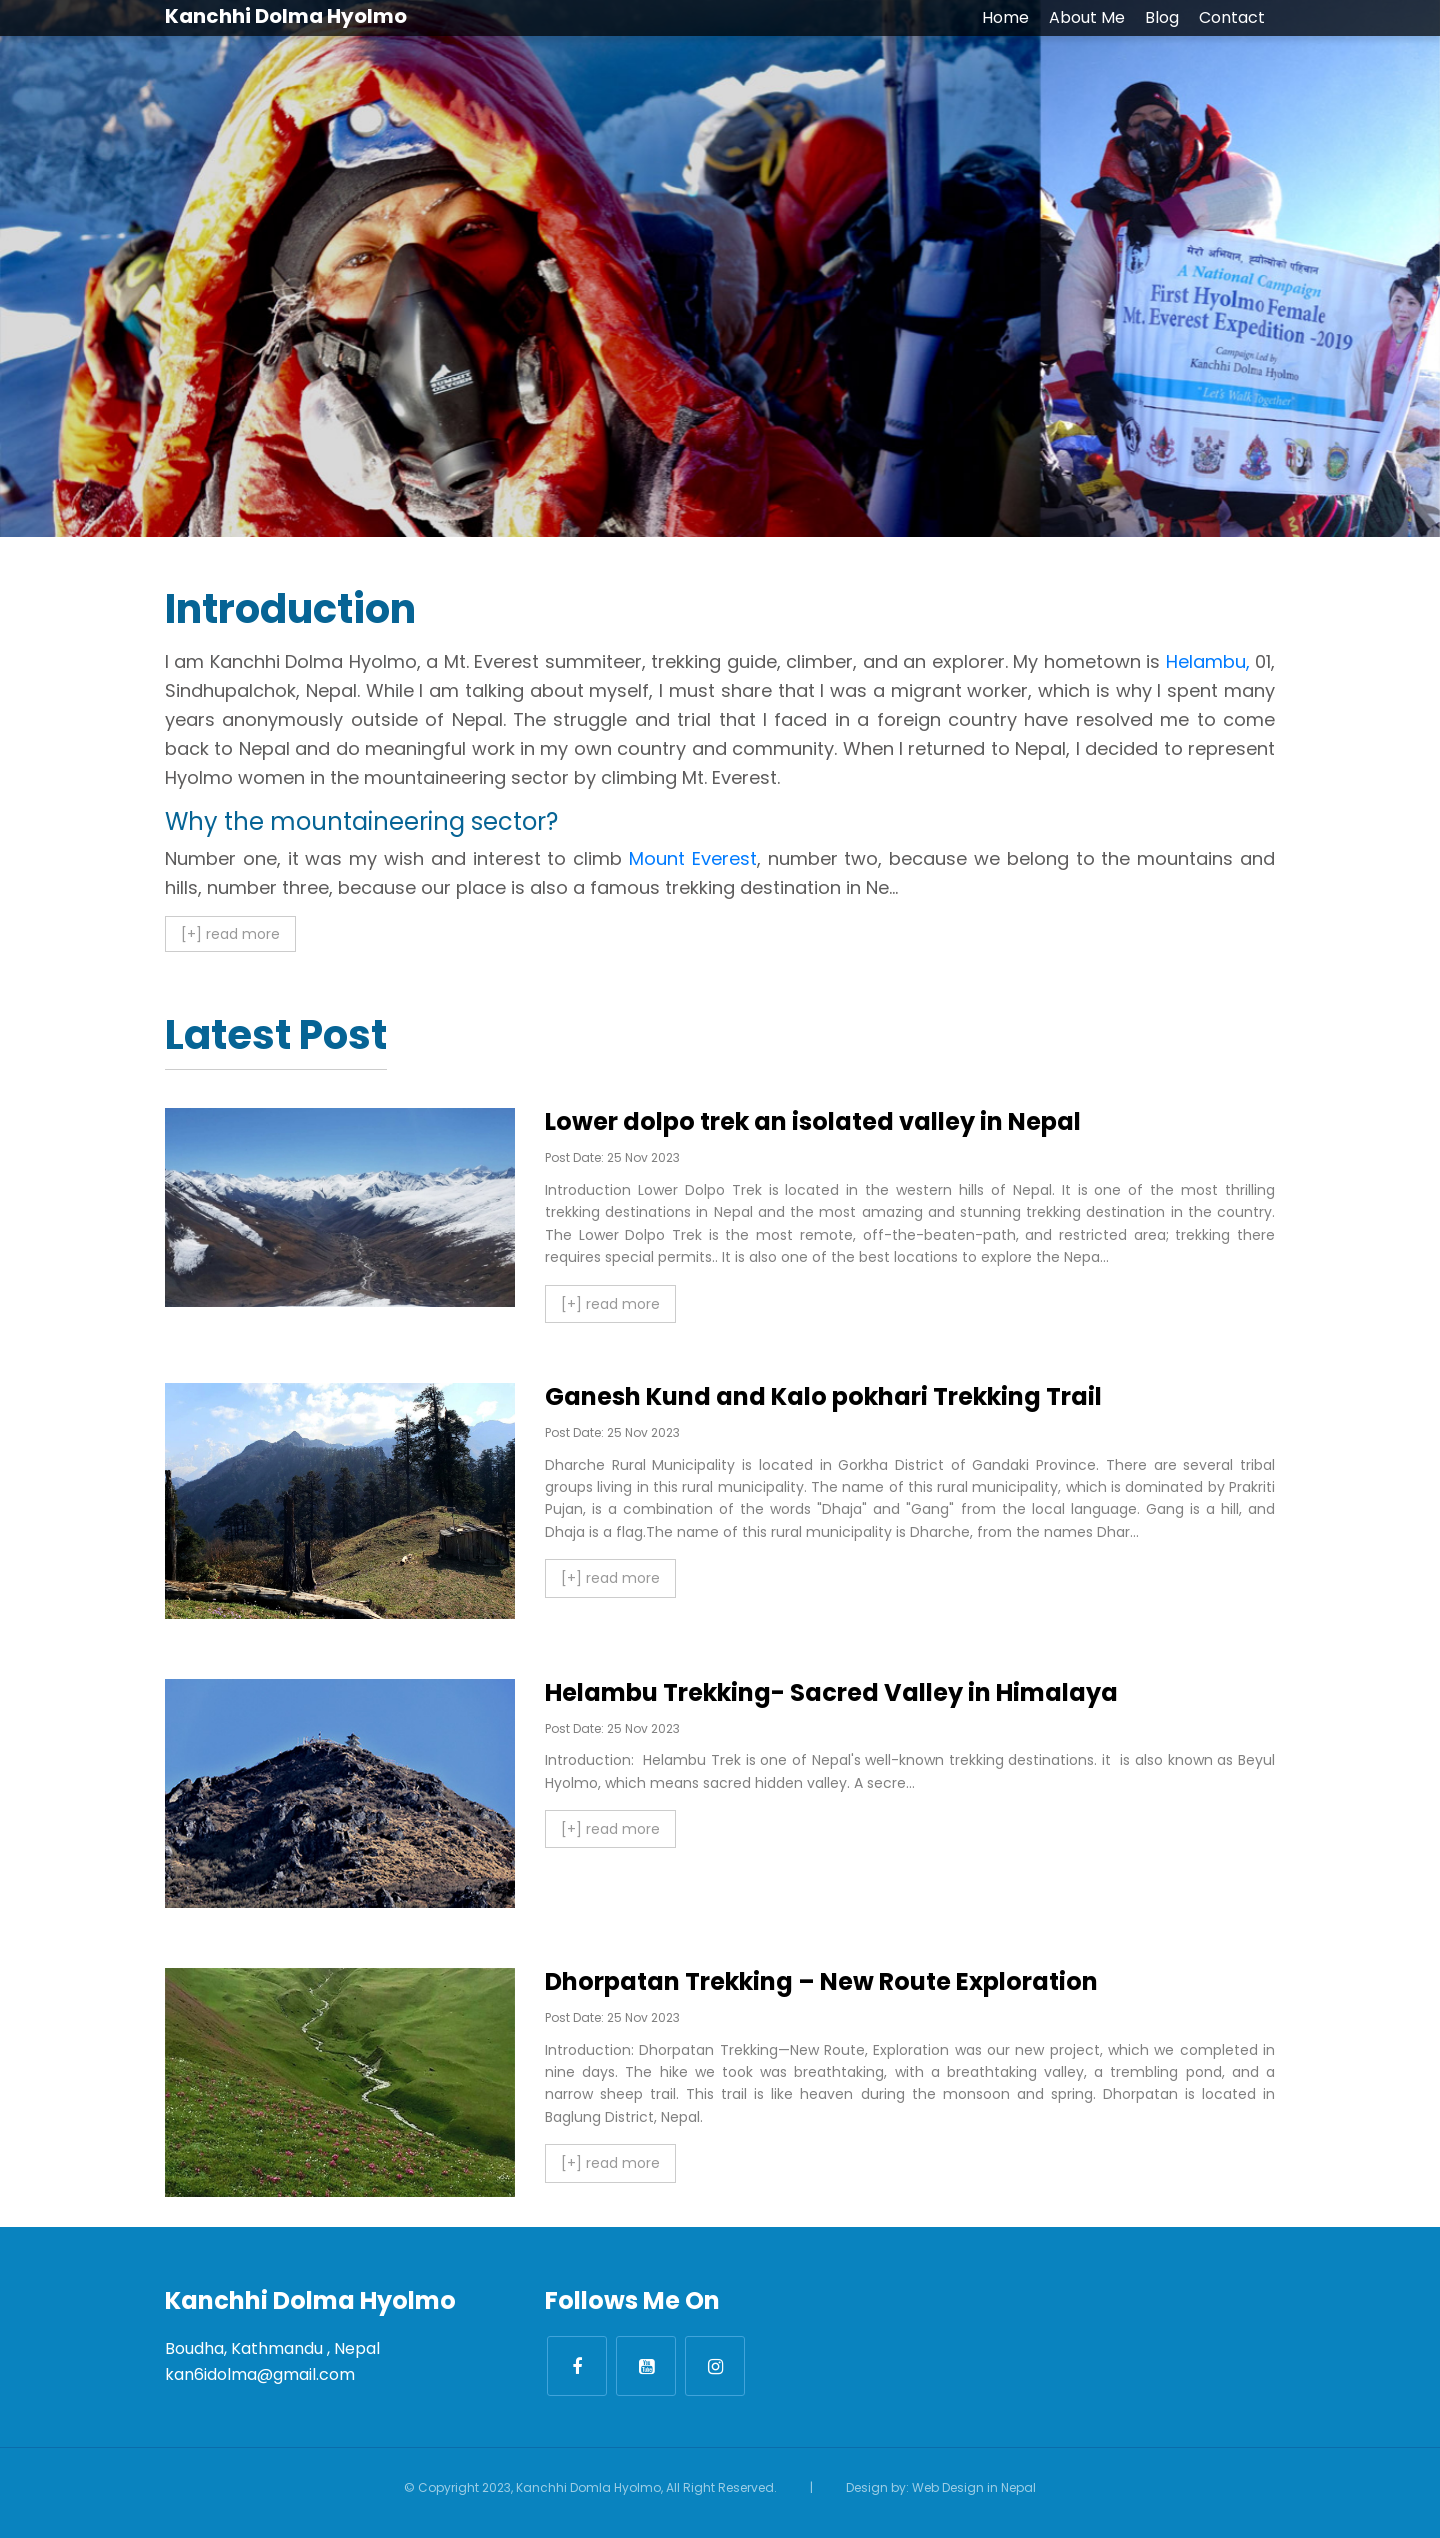 Kanchhi Dolma Hyolmo
Home About Me Blog Contact
SUMMIT
OXYGEN
मेरो अभियान, ह्योल्मोको पहिचान
A National Campaign
First Hyolmo Female
Mt. Everest Expedition -2019
Campaign Led by
Kanchhi Dolma Hyolmo
"Let's Walk Together"
Introduction
I am Kanchhi Dolma Hyolmo, a Mt. Everest summiteer, trekking guide, climber, and an explorer. My hometown is Helambu, 01,
Sindhupalchok, Nepal. While I am talking about myself, I must share that I was a migrant worker, which is why I spent many
years anonymously outside of Nepal. The struggle and trial that I faced in a foreign country have resolved me to come
back to Nepal and do meaningful work in my own country and community. When I returned to Nepal, I decided to represent
Hyolmo women in the mountaineering sector by climbing Mt. Everest.
Why the mountaineering sector?
Number one, it was my wish and interest to climb Mount Everest, number two, because we belong to the mountains and
hills, number three, because our place is also a famous trekking destination in Ne...
[+] read more
Latest Post
Lower dolpo trek an isolated valley in Nepal
Post Date: 25 Nov 2023
Introduction Lower Dolpo Trek is located in the western hills of Nepal. It is one of the most thrilling
trekking destinations in Nepal and the most amazing and stunning trekking destination in the country.
The Lower Dolpo Trek is the most remote, off-the-beaten-path, and restricted area; trekking there
requires special permits.. It is also one of the best locations to explore the Nepa...
[+] read more
Ganesh Kund and Kalo pokhari Trekking Trail
Post Date: 25 Nov 2023
Dharche Rural Municipality is located in Gorkha District of Gandaki Province. There are several tribal
groups living in this rural municipality. The name of this rural municipality, which is dominated by Prakriti
Pujan, is a combination of the words "Dhaja" and "Gang" from the local language. Gang is a hill, and
Dhaja is a flag.The name of this rural municipality is Dharche, from the names Dhar...
[+] read more
Helambu Trekking- Sacred Valley in Himalaya
Post Date: 25 Nov 2023
Introduction:  Helambu Trek is one of Nepal's well-known trekking destinations. it  is also known as Beyul
Hyolmo, which means sacred hidden valley. A secre...
[+] read more
Dhorpatan Trekking – New Route Exploration
Post Date: 25 Nov 2023
Introduction: Dhorpatan Trekking—New Route, Exploration was our new project, which we completed in
nine days. The hike we took was breathtaking, with a breathtaking valley, a trembling pond, and a
narrow sheep trail. This trail is like heaven during the monsoon and spring. Dhorpatan is located in
Baglung District, Nepal.
[+] read more
Kanchhi Dolma Hyolmo
Boudha, Kathmandu , Nepal
kan6idolma@gmail.com
Follows Me On
© Copyright 2023, Kanchhi Domla Hyolmo, All Right Reserved. | Design by: Web Design in Nepal